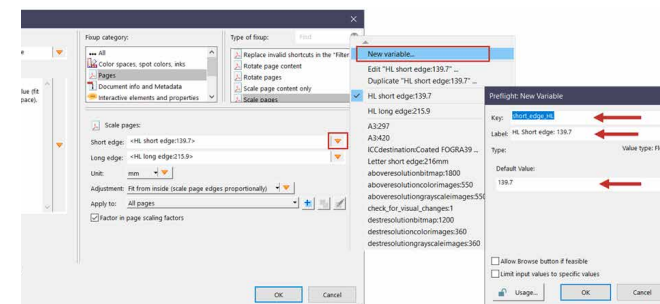 Fixup category:
Type of fixup:
Find
All
Color spaces, spot colors, inks
Pages
Document info and Metadata
Interactive elements and properties
Replace invalid shortcuts in the "Filter
Rotate page content
Rotate pages
Scale page content only
Scale pages
lue (fit
pace).
Scale pages:
Short edge: <HL short edge:139.7>
Long edge: <HL long edge:215.9>
Unit: mm
Adjustment: Fit from inside (scale page edges proportionally)
Apply to: All pages
Factor in page scaling factors
OK Cancel
New variable...
Edit "HL short edge:139.7" ...
Duplicate "HL short edge:139.7" ...
HL short edge:139.7
HL long edge:215.9
A3:297
A3:420
ICCdestinationCoated FOGRA39 ...
Letter short edge:216mm
aboveresolutionbitmap:1800
aboveresolutioncolorimages:550
aboveresolutiongrayscaleimages:550
check_for_visual_changes:1
destresolutionbitmap:1200
destresolutioncolorimages:360
destresolutiongrayscaleimages:360
Preflight: New Variable
Key: short_edge_HL
Label: HL Short edge: 139.7
Type: Value type: Fl
Default Value:
139.7
Allow Browse button if feasible
Limit input values to specific values
Usage... OK Cancel